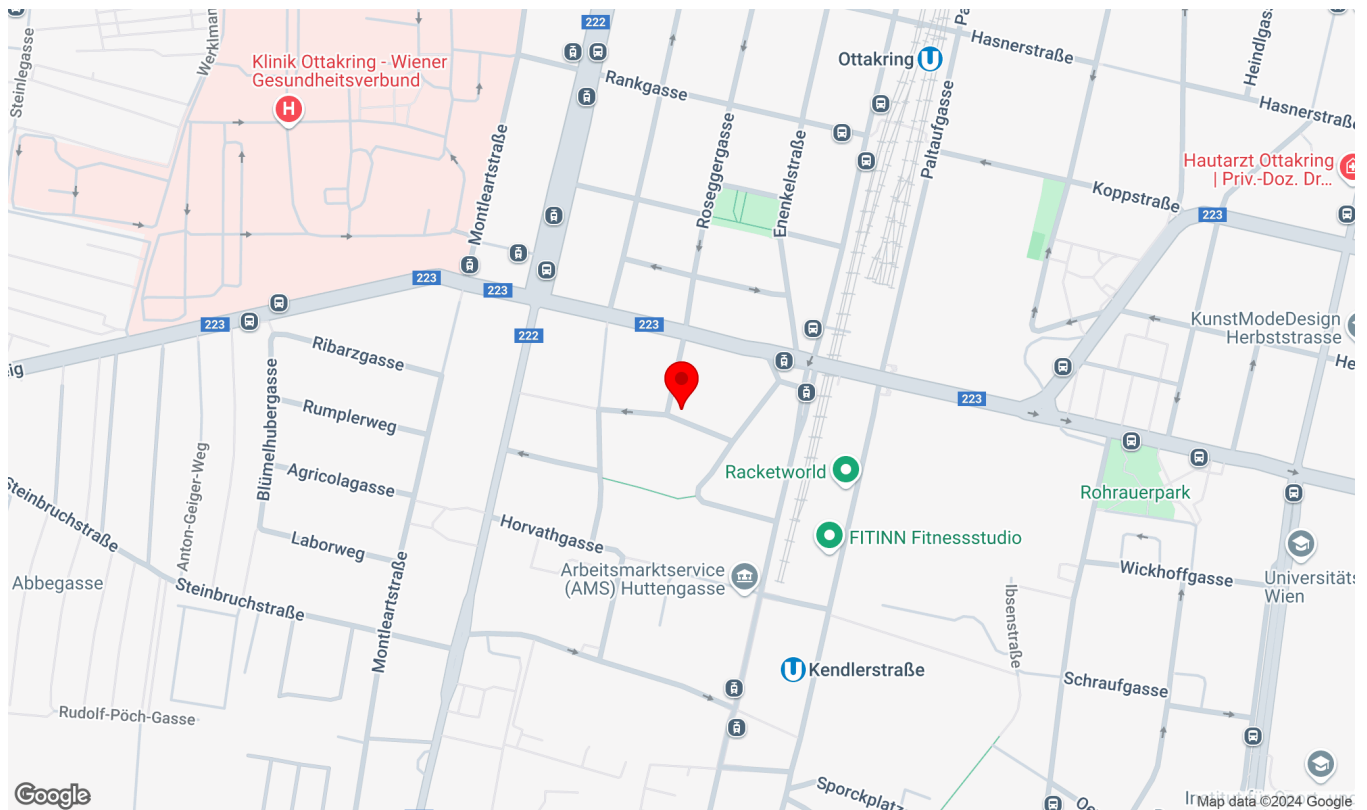 222
Hasnerstraße
Heindlgasse
Steinlegasse
Klinik Ottakring - Wiener
Gesundheitsverbund
H
Ottakring
U
Rankgasse
Hasnerstraße
Montleartstraße
Roseggergasse
Enenkelstraße
Paltaufgasse
Hautarzt Ottakring
| Priv.-Doz. Dr...
Koppstraße
223
223
223
223
223
222
KunstModeDesign
Herbststrasse
Ribarzgasse
Rumplerweg
Blümelhubergasse
Agricolagasse
223
Racketworld
Rohrauerpark
Anton-Geiger-Weg
Steinbruchstraße
Laborweg
Horvathgasse
FITINN Fitnessstudio
Arbeitsmarktservice
(AMS) Huttengasse
Abbegasse
Steinbruchstraße
Montleartstraße
Wickhoffgasse
Universitäts
Wien
Ibsenstraße
U
Kendlerstraße
Schraufgasse
Rudolf-Pöch-Gasse
Sporckplatz
Google
Map data ©2024 Google